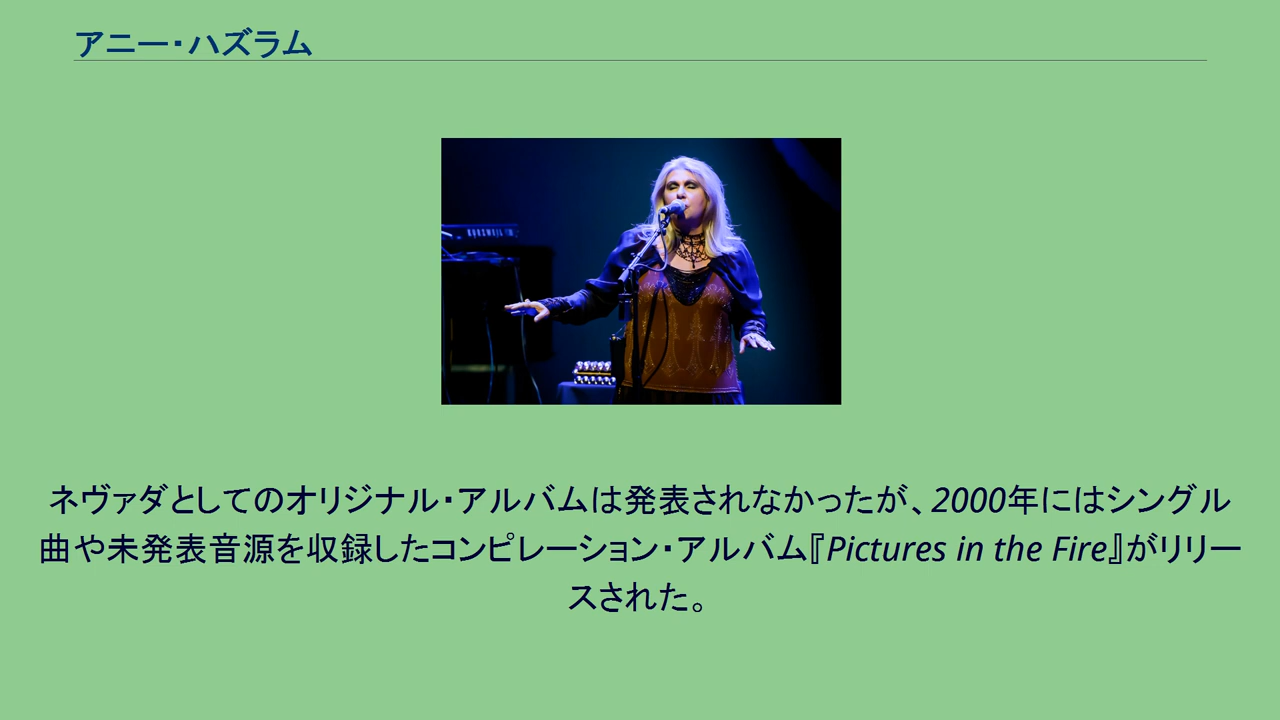 アニー・ハズラム
KURZWEIL
ネヴァダとしてのオリジナル・アルバムは発表されなかったが、2000年にはシングル
曲や未発表音源を収録したコンピレーション・アルバム『Pictures in the Fire』がリリー
スされた。